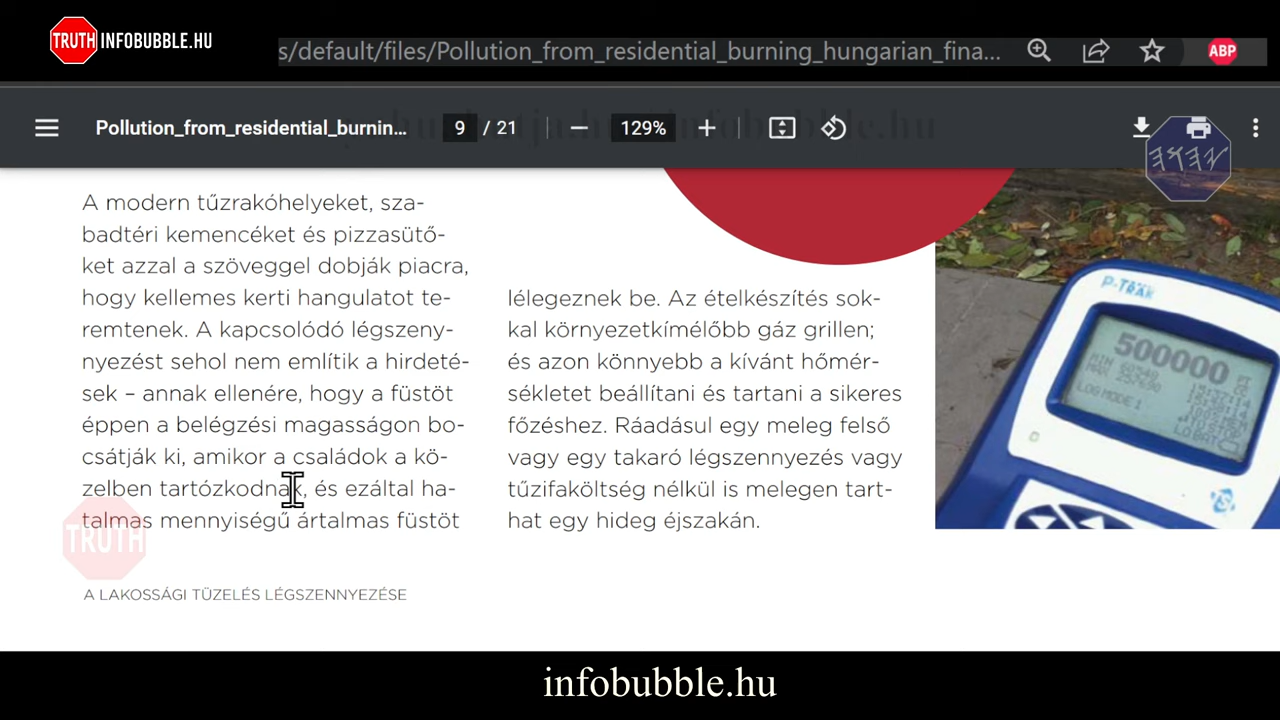 TRUTH INFOBUBBLE.HU
s/default/files/Pollution_from_residential_burning_hungarian_fina...
ABP
Pollution_from_residential_burnin...
9 / 21
129%
A modern tűzrakóhelyeket, sza-
badtéri kemencéket és pizzasütő-
ket azzal a szöveggel dobják piacra,
hogy kellemes kerti hangulatot te-
remtenek. A kapcsolódó légszeny-
nyezést sehol nem említik a hirdeté-
sek – annak ellenére, hogy a füstöt
éppen a belégzési magasságon bo-
csátják ki, amikor a családok a kö-
zelben tartózkodnak, és ezáltal ha-
talmas mennyiségű ártalmas füstöt
lélegeznek be. Az ételkészítés sok-
kal környezetkímélőbb gáz grillen;
és azon könnyebb a kívánt hőmér-
sékletet beállítani és tartani a sikeres
főzéshez. Ráadásul egy meleg felső
vagy egy takaró légszennyezés vagy
tűzifaköltség nélkül is melegen tart-
hat egy hideg éjszakán.
P-TRAK
500000
MIN
MAX
LOG MODE 1
LO BAT
TRUTH
A LAKOSSÁGI TÜZELÉS LÉGSZENNYEZÉSE
infobubble.hu